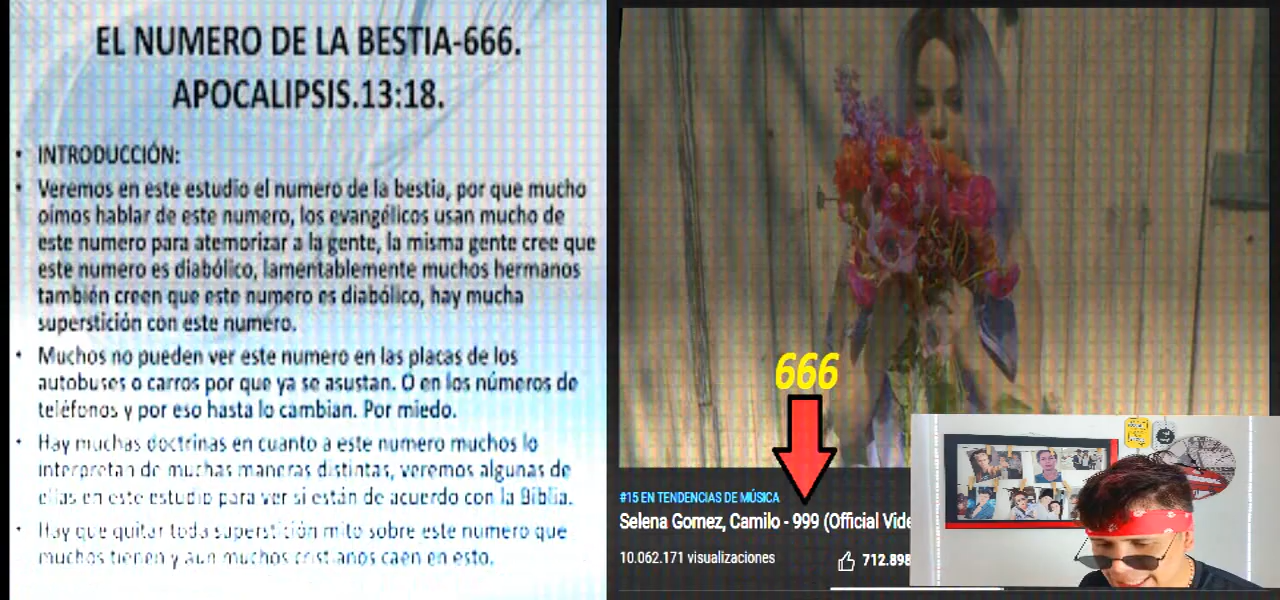 EL NUMERO DE LA BESTIA-666.
APOCALIPSIS.13:18.
• INTRODUCCIÓN:
• Veremos en este estudio el numero de la bestia, por que mucho
oimos hablar de este numero, los evangélicos usan mucho de
este numero para atemorizar a la gente, la misma gente cree que
este numero es diabólico, lamentablemente muchos hermanos
también creen que este numero es diabólico, hay mucha
superstición con este numero.
• Muchos no pueden ver este numero en las placas de los
autobuses o carros por que ya se asustan. O en los números de
teléfonos y por eso hasta lo cambian. Por miedo.
• Hay muchas doctrinas en cuanto a este numero muchos lo
interpretan de muchas maneras distintas, veremos algunas de
ellas en este estudio para ver si están de acuerdo con la Biblia.
• Hay que quitar toda superstición mito sobre este numero que
muchos tienen y aun muchos cristianos caen en esto.
666
#15 EN TENDENCIAS DE MÚSICA
Selena Gomez, Camilo - 999 (Official Vide
10.062.171 visualizaciones
712.898